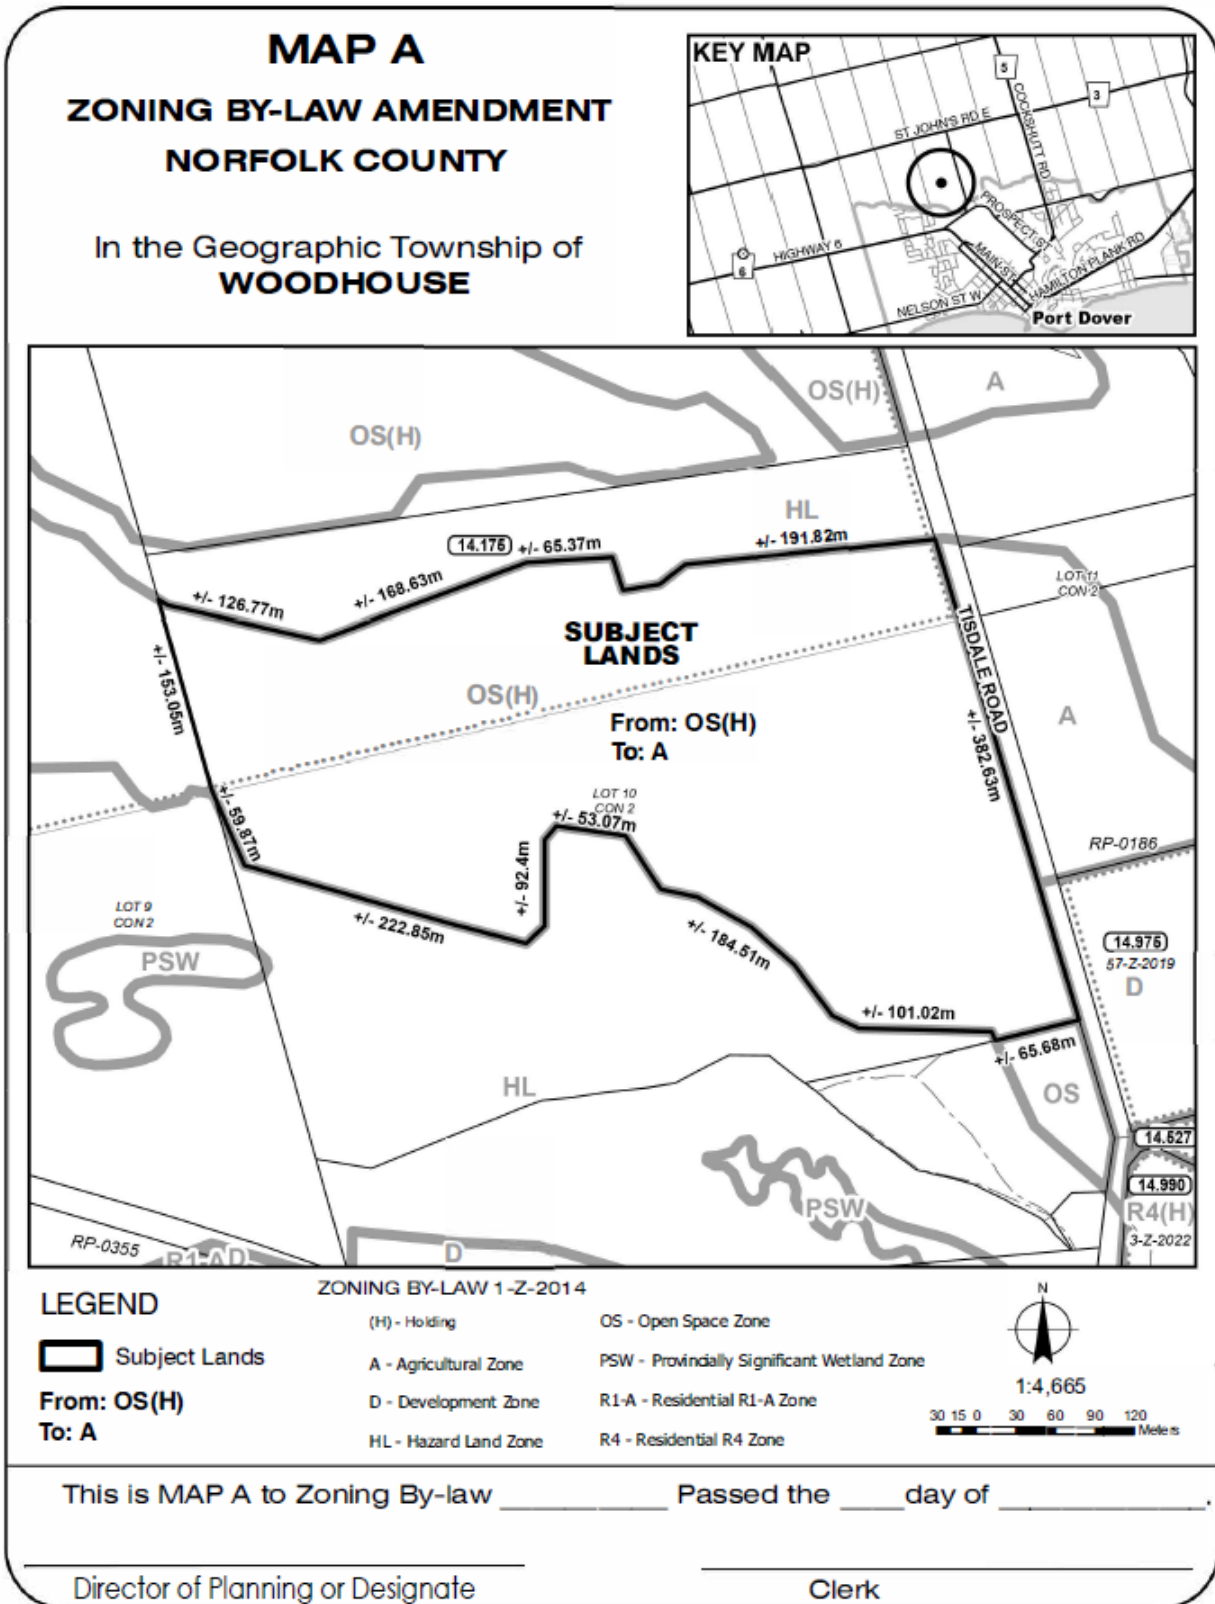 MAP A
ZONING BY-LAW AMENDMENT
NORFOLK COUNTY
In the Geographic Township of
WOODHOUSE
KEY MAP
5
3
COCKSHUTT RD
ST JOHN'S RD E
PROSPECT ST
HIGHWAY 6
6
MAIN ST
HAMILTON PLANK RD
NELSON ST W
Port Dover
OS(H)
A
OS(H)
HL
14.175
+/- 65.37m
+/- 191.82m
+/- 168.63m
+/- 126.77m
LOT 11
CON 2
SUBJECT
LANDS
TISDALE ROAD
+/- 153.05m
OS(H)
From: OS(H)
To: A
A
+/- 382.63m
LOT 10
CON 2
+/- 53.07m
+/- 59.87m
RP-0186
+/- 92.4m
LOT 9
CON 2
+/- 222.85m
+/- 184.51m
14.975
57-Z-2019
D
PSW
+/- 101.02m
+/- 65.68m
HL
OS
14.527
14.990
PSW
R4(H)
3-Z-2022
RP-0355
R1-A
D
D
ZONING BY-LAW 1-Z-2014
LEGEND
Subject Lands
From: OS(H)
To: A
(H) - Holding
A - Agricultural Zone
D - Development Zone
HL - Hazard Land Zone
OS - Open Space Zone
PSW - Provincially Significant Wetland Zone
R1-A - Residential R1-A Zone
R4 - Residential R4 Zone
N
1:4,665
30 15 0 30 60 90 120
Meters
This is MAP A to Zoning By-law __________ Passed the ____day of ____________.
Director of Planning or Designate
Clerk